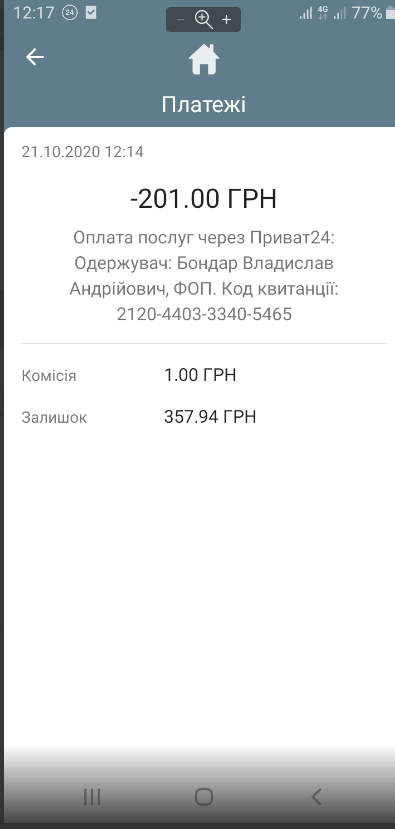 12:17 24 4G 77%
− +
Платежі
21.10.2020 12:14
-201.00 ГРН
Оплата послуг через Приват24:
Одержувач: Бондар Владислав
Андрійович, ФОП. Код квитанції:
2120-4403-3340-5465
Комісія 1.00 ГРН
Залишок 357.94 ГРН